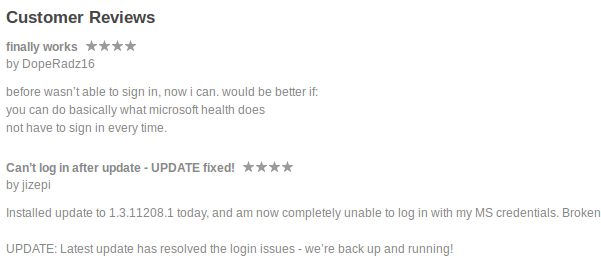 Customer Reviews
finally works ★★★★
by DopeRadz16
before wasn't able to sign in, now i can. would be better if:
you can do basically what microsoft health does
not have to sign in every time.
Can't log in after update - UPDATE fixed! ★★★★
by jizepi
Installed update to 1.3.11208.1 today, and am now completely unable to log in with my MS credentials. Broken
UPDATE: Latest update has resolved the login issues - we're back up and running!